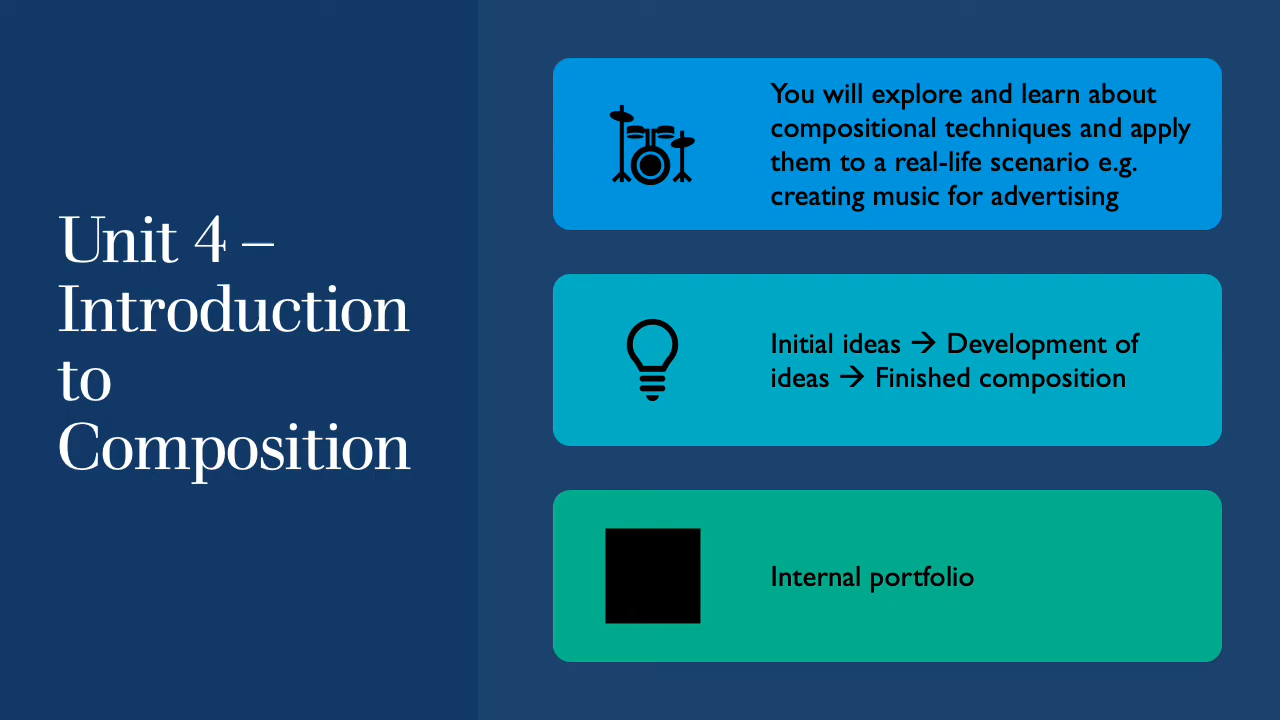 Unit 4 –
Introduction
to
Composition
You will explore and learn about
compositional techniques and apply
them to a real-life scenario e.g.
creating music for advertising
Initial ideas → Development of
ideas → Finished composition
Internal portfolio